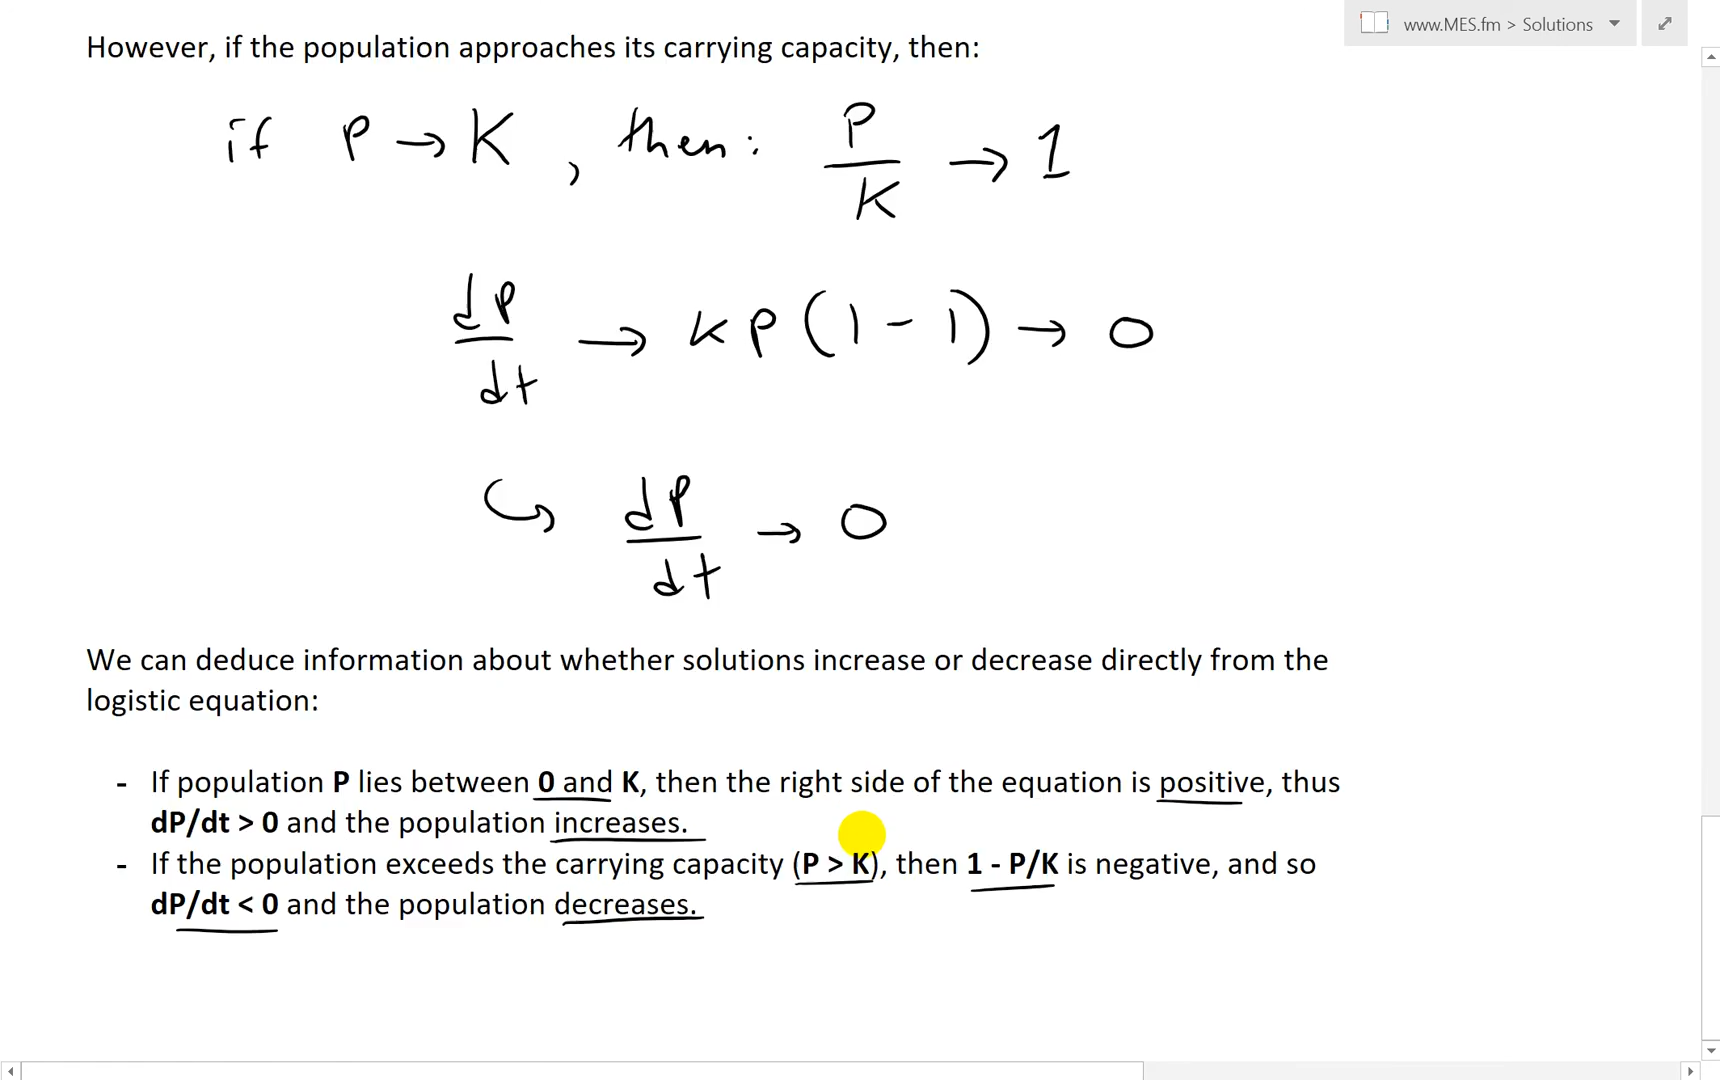 www.MES.fm > Solutions
However, if the population approaches its carrying capacity, then:
if P → K, then: P/K → 1
dP/dt → kP(1 - 1) → 0
↪ dP/dt → 0
We can deduce information about whether solutions increase or decrease directly from the
logistic equation:
- If population P lies between 0 and K, then the right side of the equation is positive, thus
dP/dt > 0 and the population increases.
- If the population exceeds the carrying capacity (P > K), then 1 - P/K is negative, and so
dP/dt < 0 and the population decreases.